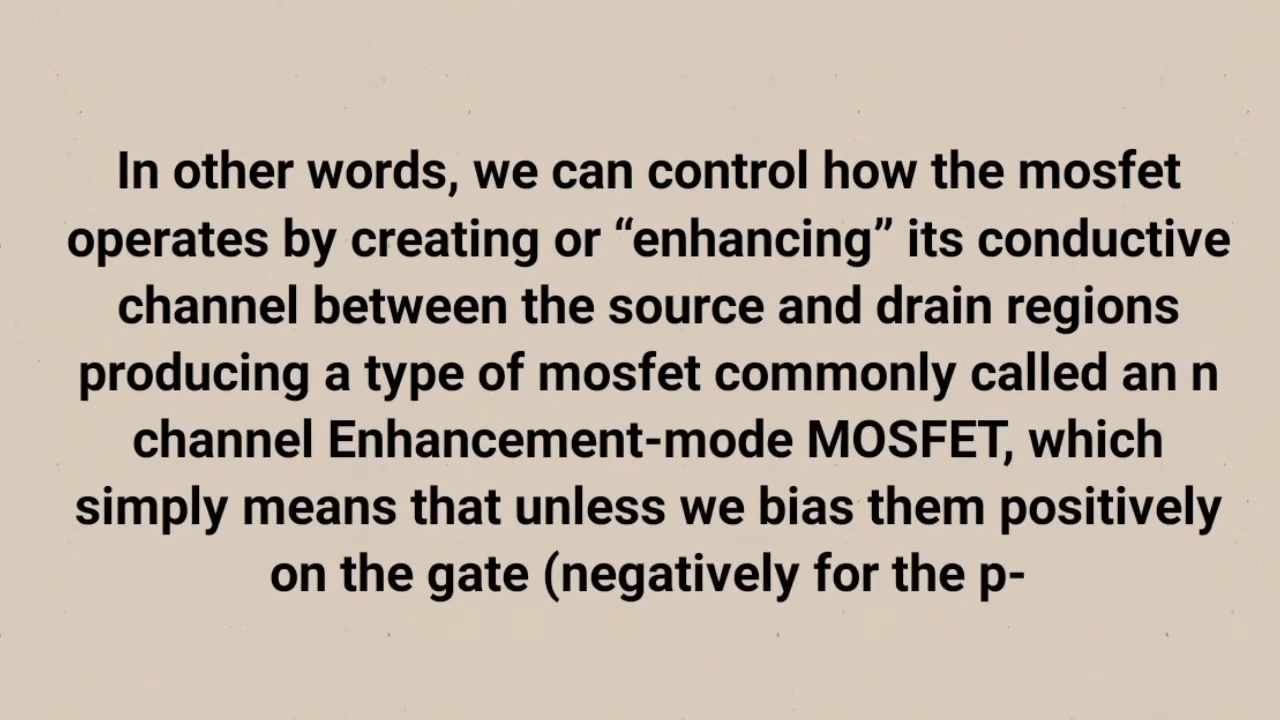 In other words, we can control how the mosfet
operates by creating or “enhancing” its conductive
channel between the source and drain regions
producing a type of mosfet commonly called an n
channel Enhancement-mode MOSFET, which
simply means that unless we bias them positively
on the gate (negatively for the p-